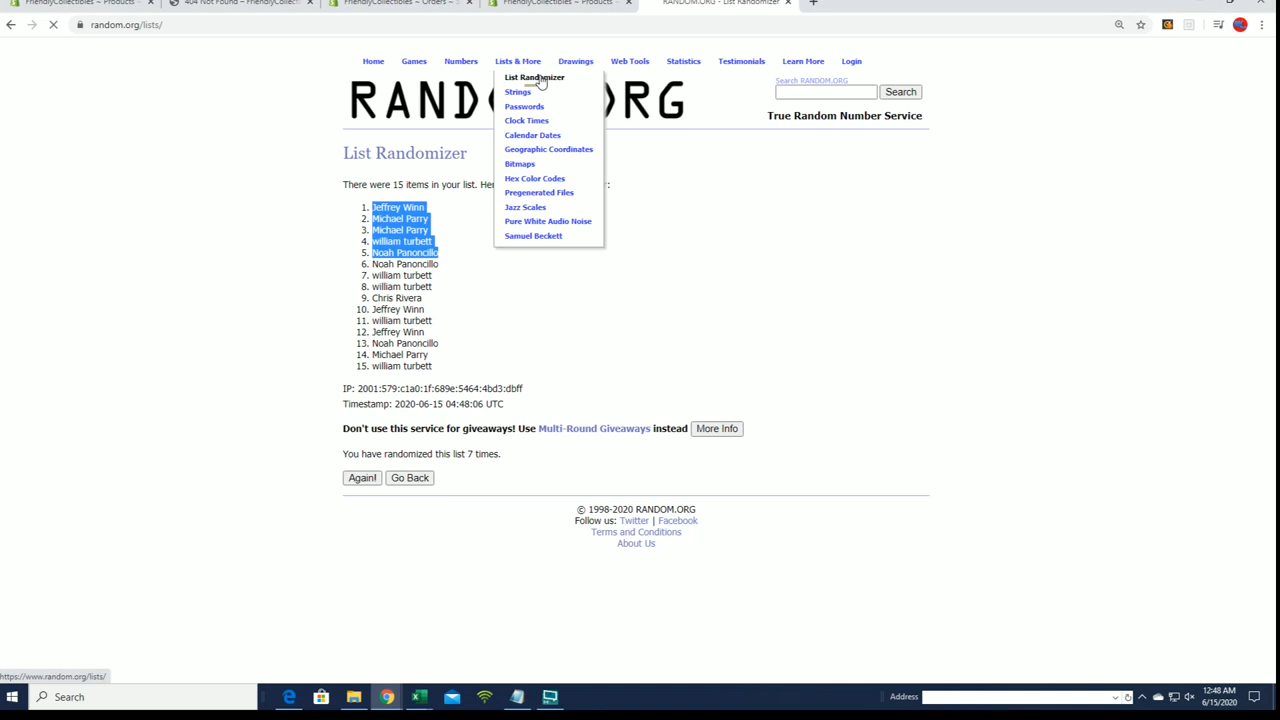 FriendlyCollectibles ~ Products
404 Not Found – FriendlyCollect
FriendlyCollectibles ~ Orders ~ S
FriendlyCollectibles ~ Products
RANDOM.ORG - List Randomizer
random.org/lists/
Home Games Numbers Lists & More Drawings Web Tools Statistics Testimonials Learn More Login
List Randomizer
Strings
Passwords
Clock Times
Calendar Dates
Geographic Coordinates
Bitmaps
Hex Color Codes
Pregenerated Files
Jazz Scales
Pure White Audio Noise
Samuel Beckett
RAND RG
Search RANDOM.ORG
Search
True Random Number Service
List Randomizer
There were 15 items in your list. Her :
1. Jeffrey Winn
2. Michael Parry
3. Michael Parry
4. william turbett
5. Noah Panoncillo
6. Noah Panoncillo
7. william turbett
8. william turbett
9. Chris Rivera
10. Jeffrey Winn
11. william turbett
12. Jeffrey Winn
13. Noah Panoncillo
14. Michael Parry
15. william turbett
IP: 2001:579:c1a0:1f:689e:5464:4bd3:dbff
Timestamp: 2020-06-15 04:48:06 UTC
Don't use this service for giveaways! Use Multi-Round Giveaways instead More Info
You have randomized this list 7 times.
Again! Go Back
© 1998-2020 RANDOM.ORG
Follow us: Twitter | Facebook
Terms and Conditions
About Us
https://www.random.org/lists/
Search
Address
12:48 AM
6/15/2020